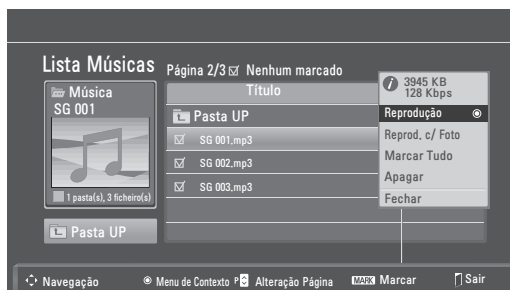 Lista Músicas
Página 2/3 Nenhum marcado
Música
SG 001
1 pasta(s), 3 ficheiro(s)
Pasta UP
Título
Pasta UP
SG 001.mp3
SG 002.mp3
SG 003.mp3
3945 KB
128 Kbps
Reprodução
Reprod. c/ Foto
Marcar Tudo
Apagar
Fechar
Navegação Menu de Contexto P Alteração Página MARK Marcar Sair